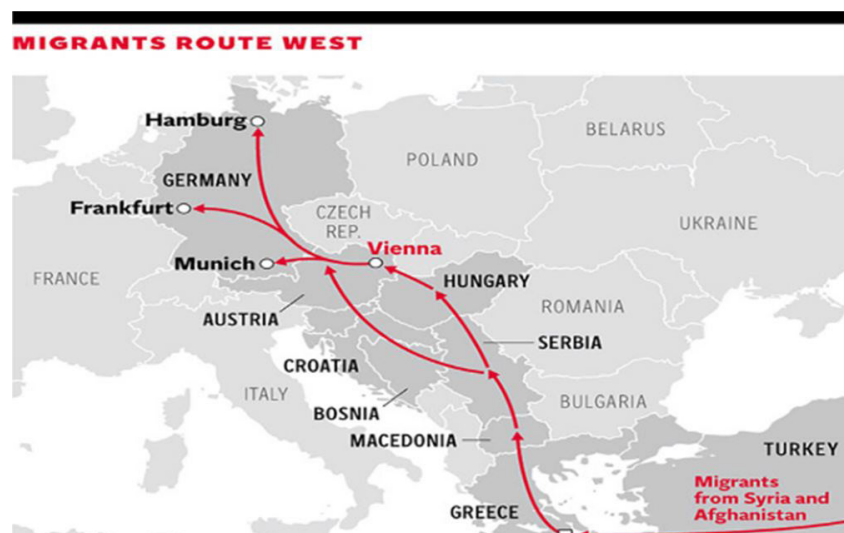 MIGRANTS ROUTE WEST
Hamburg
BELARUS
POLAND
GERMANY
Frankfurt
CZECH
REP.
UKRAINE
Vienna
Munich
FRANCE
HUNGARY
ROMANIA
AUSTRIA
SERBIA
CROATIA
ITALY
BOSNIA
BULGARIA
MACEDONIA
TURKEY
Migrants
from Syria and
Afghanistan
GREECE